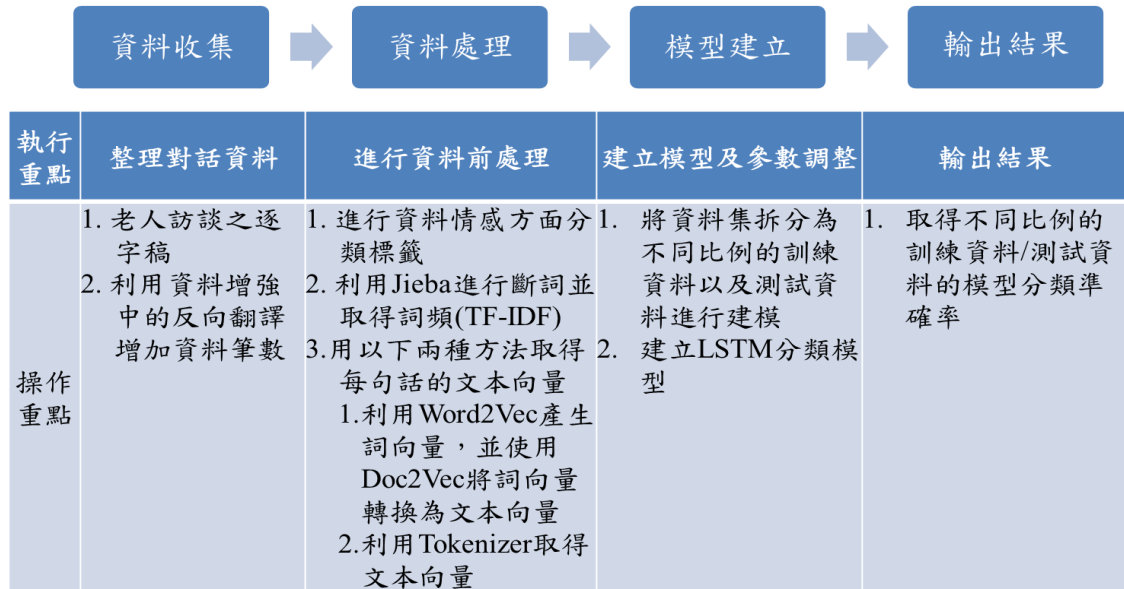 資料收集
資料處理
模型建立
輸出結果
執行
重點
整理對話資料
進行資料前處理
建立模型及參數調整
輸出結果
操作
重點
1. 老人訪談之逐
字稿
2. 利用資料增強
中的反向翻譯
增加資料筆數
1. 進行資料情感方面分
類標籤
2. 利用Jieba進行斷詞並
取得詞頻(TF-IDF)
3.用以下兩種方法取得
每句話的文本向量
1.利用Word2Vec產生
詞向量，並使用
Doc2Vec將詞向量
轉換為文本向量
2.利用Tokenizer取得
文本向量
1. 將資料集拆分為
不同比例的訓練
資料以及測試資
料進行建模
2. 建立LSTM分類模
型
1. 取得不同比例的
訓練資料/測試資
料的模型分類準
確率